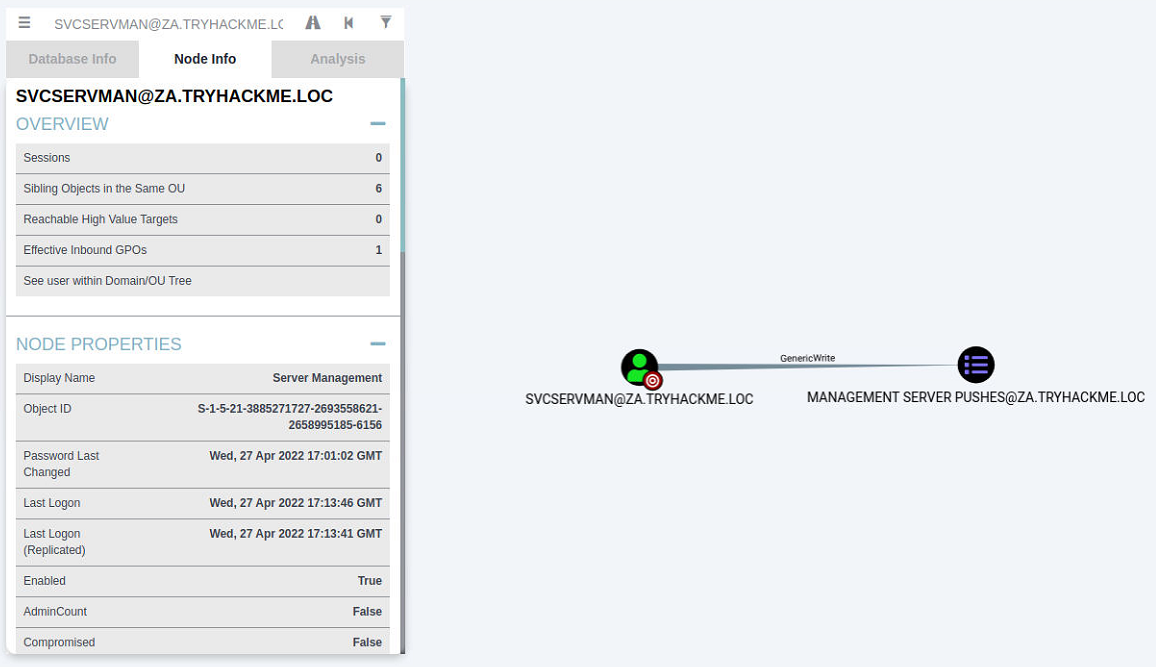 SVCSERVMAN@ZA.TRYHACKME.LO
Database Info
Node Info
Analysis
SVCSERVMAN@ZA.TRYHACKME.LOC
OVERVIEW
Sessions 0
Sibling Objects in the Same OU 6
Reachable High Value Targets 0
Effective Inbound GPOs 1
See user within Domain/OU Tree
NODE PROPERTIES
Display Name Server Management
Object ID S-1-5-21-3885271727-2693558621-
2658995185-6156
Password Last Wed, 27 Apr 2022 17:01:02 GMT
Changed
Last Logon Wed, 27 Apr 2022 17:13:46 GMT
Last Logon Wed, 27 Apr 2022 17:13:41 GMT
(Replicated)
Enabled True
AdminCount False
Compromised False
GenericWrite
SVCSERVMAN@ZA.TRYHACKME.LOC
MANAGEMENT SERVER PUSHES@ZA.TRYHACKME.LOC